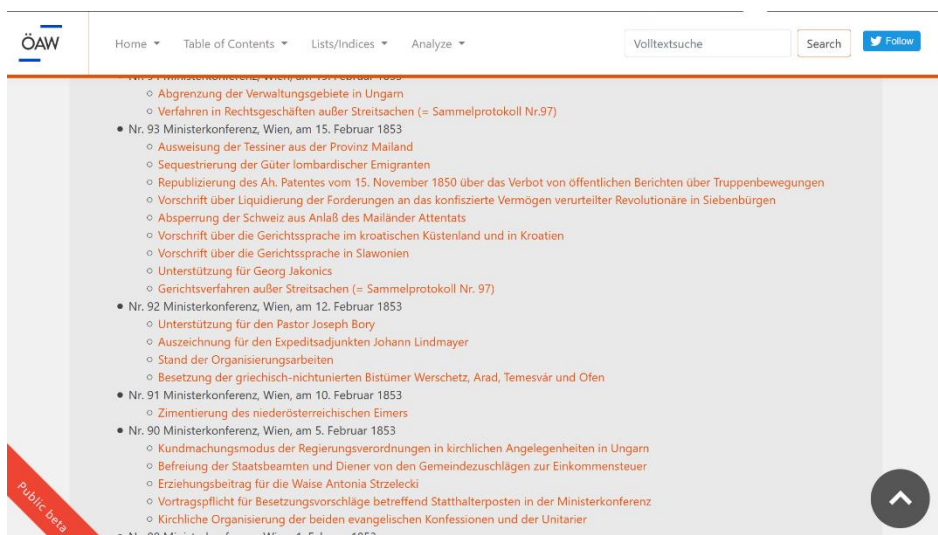 ÖAW
Home
Table of Contents
Lists/Indices
Analyze
Volltextsuche
Search
Follow
Abgrenzung der Verwaltungsgebiete in Ungarn
Verfahren in Rechtsgeschäften außer Streitsachen (= Sammelprotokoll Nr.97)
Nr. 93 Ministerkonferenz, Wien, am 15. Februar 1853
Ausweisung der Tessiner aus der Provinz Mailand
Sequestrierung der Güter lombardischer Emigranten
Republizierung des Ah. Patentes vom 15. November 1850 über das Verbot von öffentlichen Berichten über Truppenbewegungen
Vorschrift über Liquidierung der Forderungen an das konfiszierte Vermögen verurteilter Revolutionäre in Siebenbürgen
Absperrung der Schweiz aus Anlaß des Mailänder Attentats
Vorschrift über die Gerichtssprache im kroatischen Küstenland und in Kroatien
Vorschrift über die Gerichtssprache in Slawonien
Unterstützung für Georg Jakonics
Gerichtsverfahren außer Streitsachen (= Sammelprotokoll Nr. 97)
Nr. 92 Ministerkonferenz, Wien, am 12. Februar 1853
Unterstützung für den Pastor Joseph Bory
Auszeichnung für den Expeditsadjunkten Johann Lindmayer
Stand der Organisierungsarbeiten
Besetzung der griechisch-nichtunierten Bistümer Werschetz, Arad, Temesvár und Ofen
Nr. 91 Ministerkonferenz, Wien, am 10. Februar 1853
Zimentierung des niederösterreichischen Eimers
Nr. 90 Ministerkonferenz, Wien, am 5. Februar 1853
Kundmachungsmodus der Regierungsverordnungen in kirchlichen Angelegenheiten in Ungarn
Befreiung der Staatsbeamten und Diener von den Gemeindezuschlägen zur Einkommensteuer
Erziehungsbeitrag für die Waise Antonia Strzelecki
Vortragspflicht für Besetzungsvorschläge betreffend Statthalterposten in der Ministerkonferenz
Kirchliche Organisierung der beiden evangelischen Konfessionen und der Unitarier
Public beta